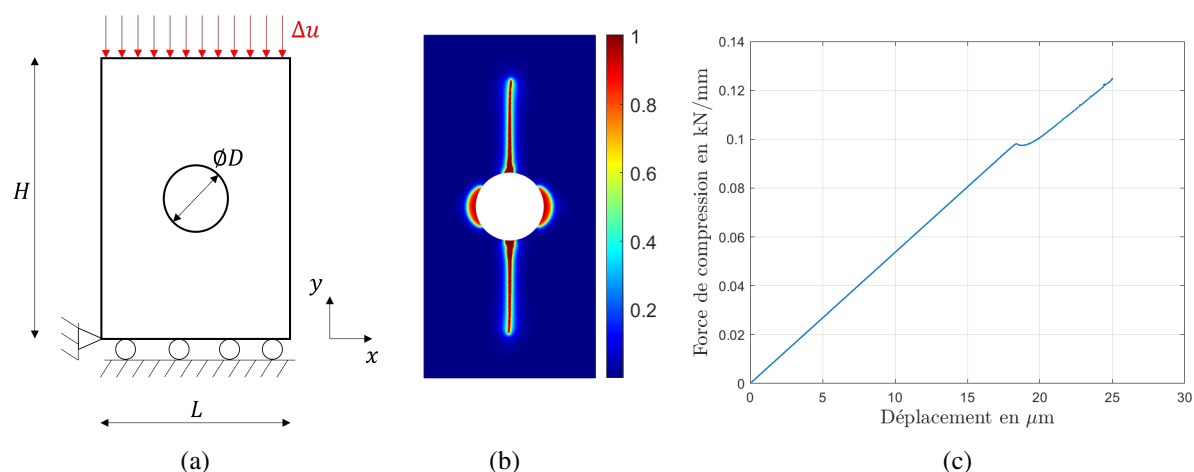 Δu
H
∅D
y
x
L
(a)
1
0.8
0.6
0.4
0.2
(b)
Force de compression en kN/mm
0.14
0.12
0.1
0.08
0.06
0.04
0.02
0
0 5 10 15 20 25 30
Déplacement en μm
(c)